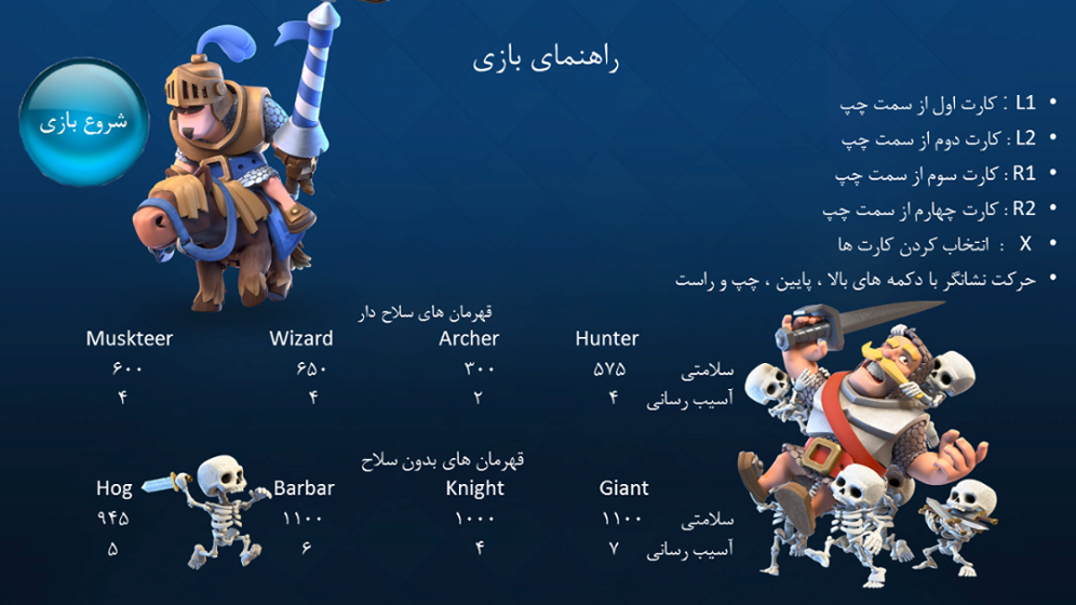 راهنمای بازی
شروع بازی
L1 : کارت اول از سمت چپ
L2 : کارت دوم از سمت چپ
R1 : کارت سوم از سمت چپ
R2 : کارت چهارم از سمت چپ
X : انتخاب کردن کارت ها
حرکت نشانگر با دکمه های بالا ، پایین ، چپ و راست
قهرمان های سلاح دار
Muskteer Wizard Archer Hunter
سلامتی ۵۷۵ ۳۰۰ ۶۵۰ ۶۰۰
آسیب رسانی ۴ ۲ ۴ ۴
قهرمان های بدون سلاح
Hog Barbar Knight Giant
سلامتی ۱۱۰۰ ۱۰۰۰ ۱۱۰۰ ۹۴۵
آسیب رسانی ۷ ۴ ۶ ۵